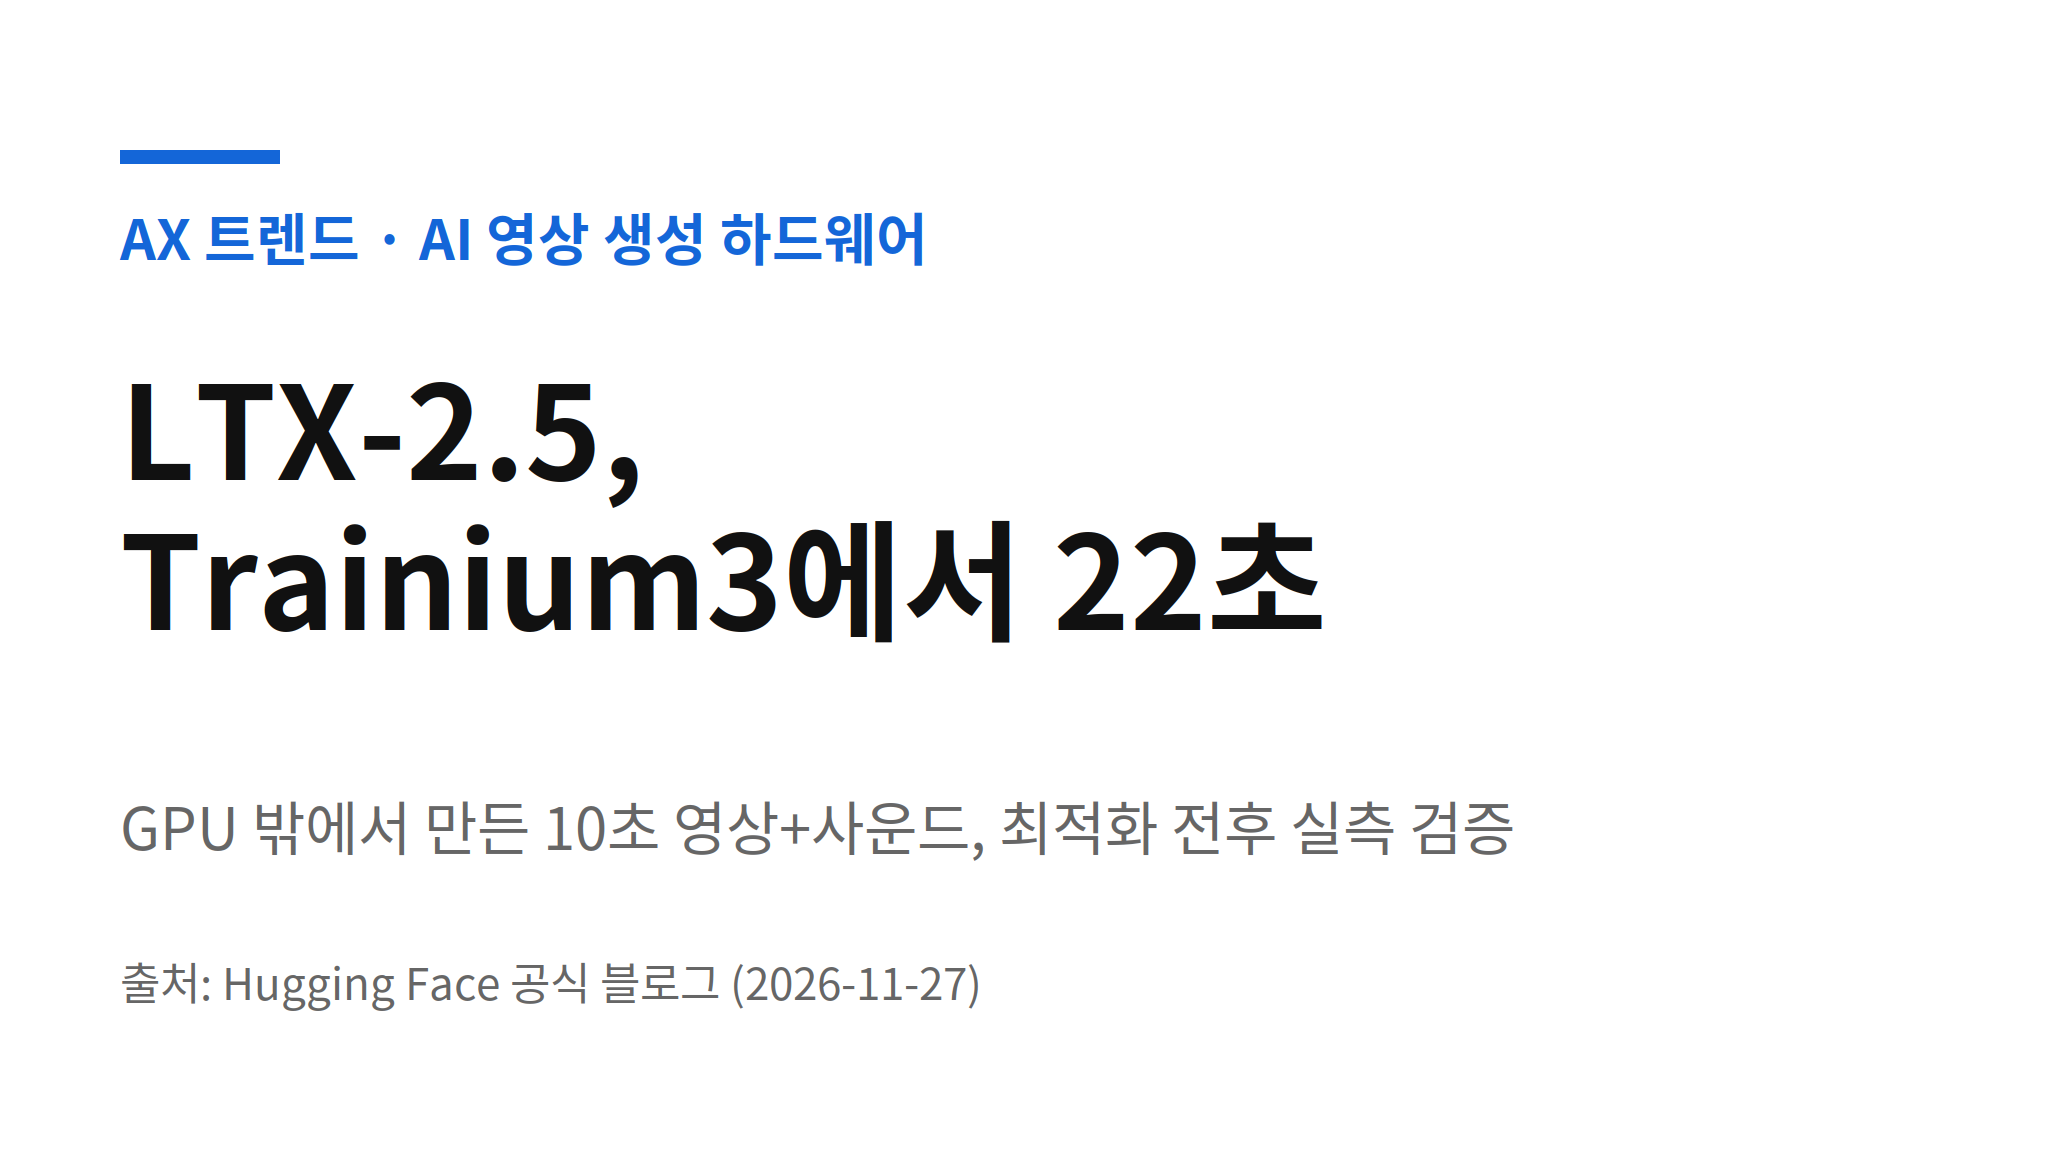 AX 트렌드 · AI 영상 생성 하드웨어
LTX-2.5,
Trainium3에서 22초
GPU 밖에서 만든 10초 영상+사운드, 최적화 전후 실측 검증
출처: Hugging Face 공식 블로그 (2026-11-27)